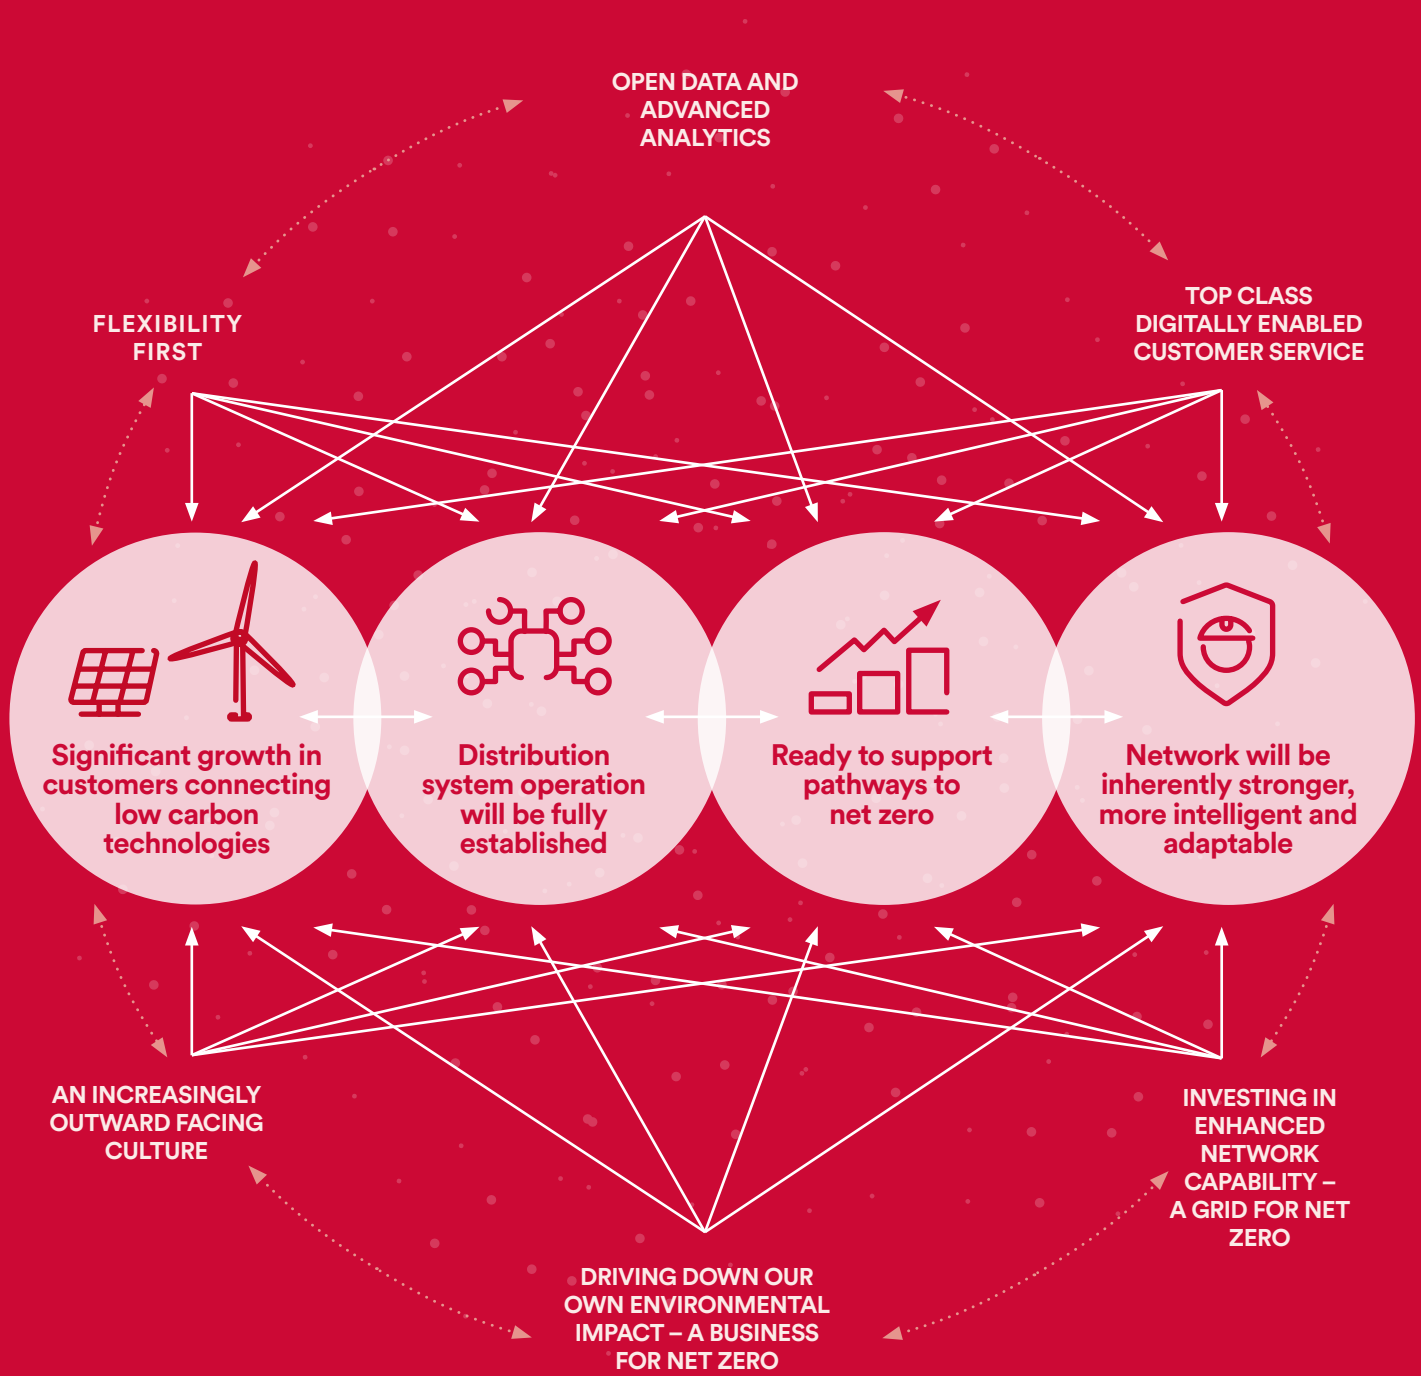 OPEN DATA AND
ADVANCED
ANALYTICS
FLEXIBILITY
FIRST
TOP CLASS
DIGITALLY ENABLED
CUSTOMER SERVICE
Significant growth in
customers connecting
low carbon
technologies
Distribution
system operation
will be fully
established
Ready to support
pathways to
net zero
Network will be
inherently stronger,
more intelligent and
adaptable
AN INCREASINGLY
OUTWARD FACING
CULTURE
INVESTING IN
ENHANCED
NETWORK
CAPABILITY –
A GRID FOR NET
ZERO
DRIVING DOWN OUR
OWN ENVIRONMENTAL
IMPACT – A BUSINESS
FOR NET ZERO